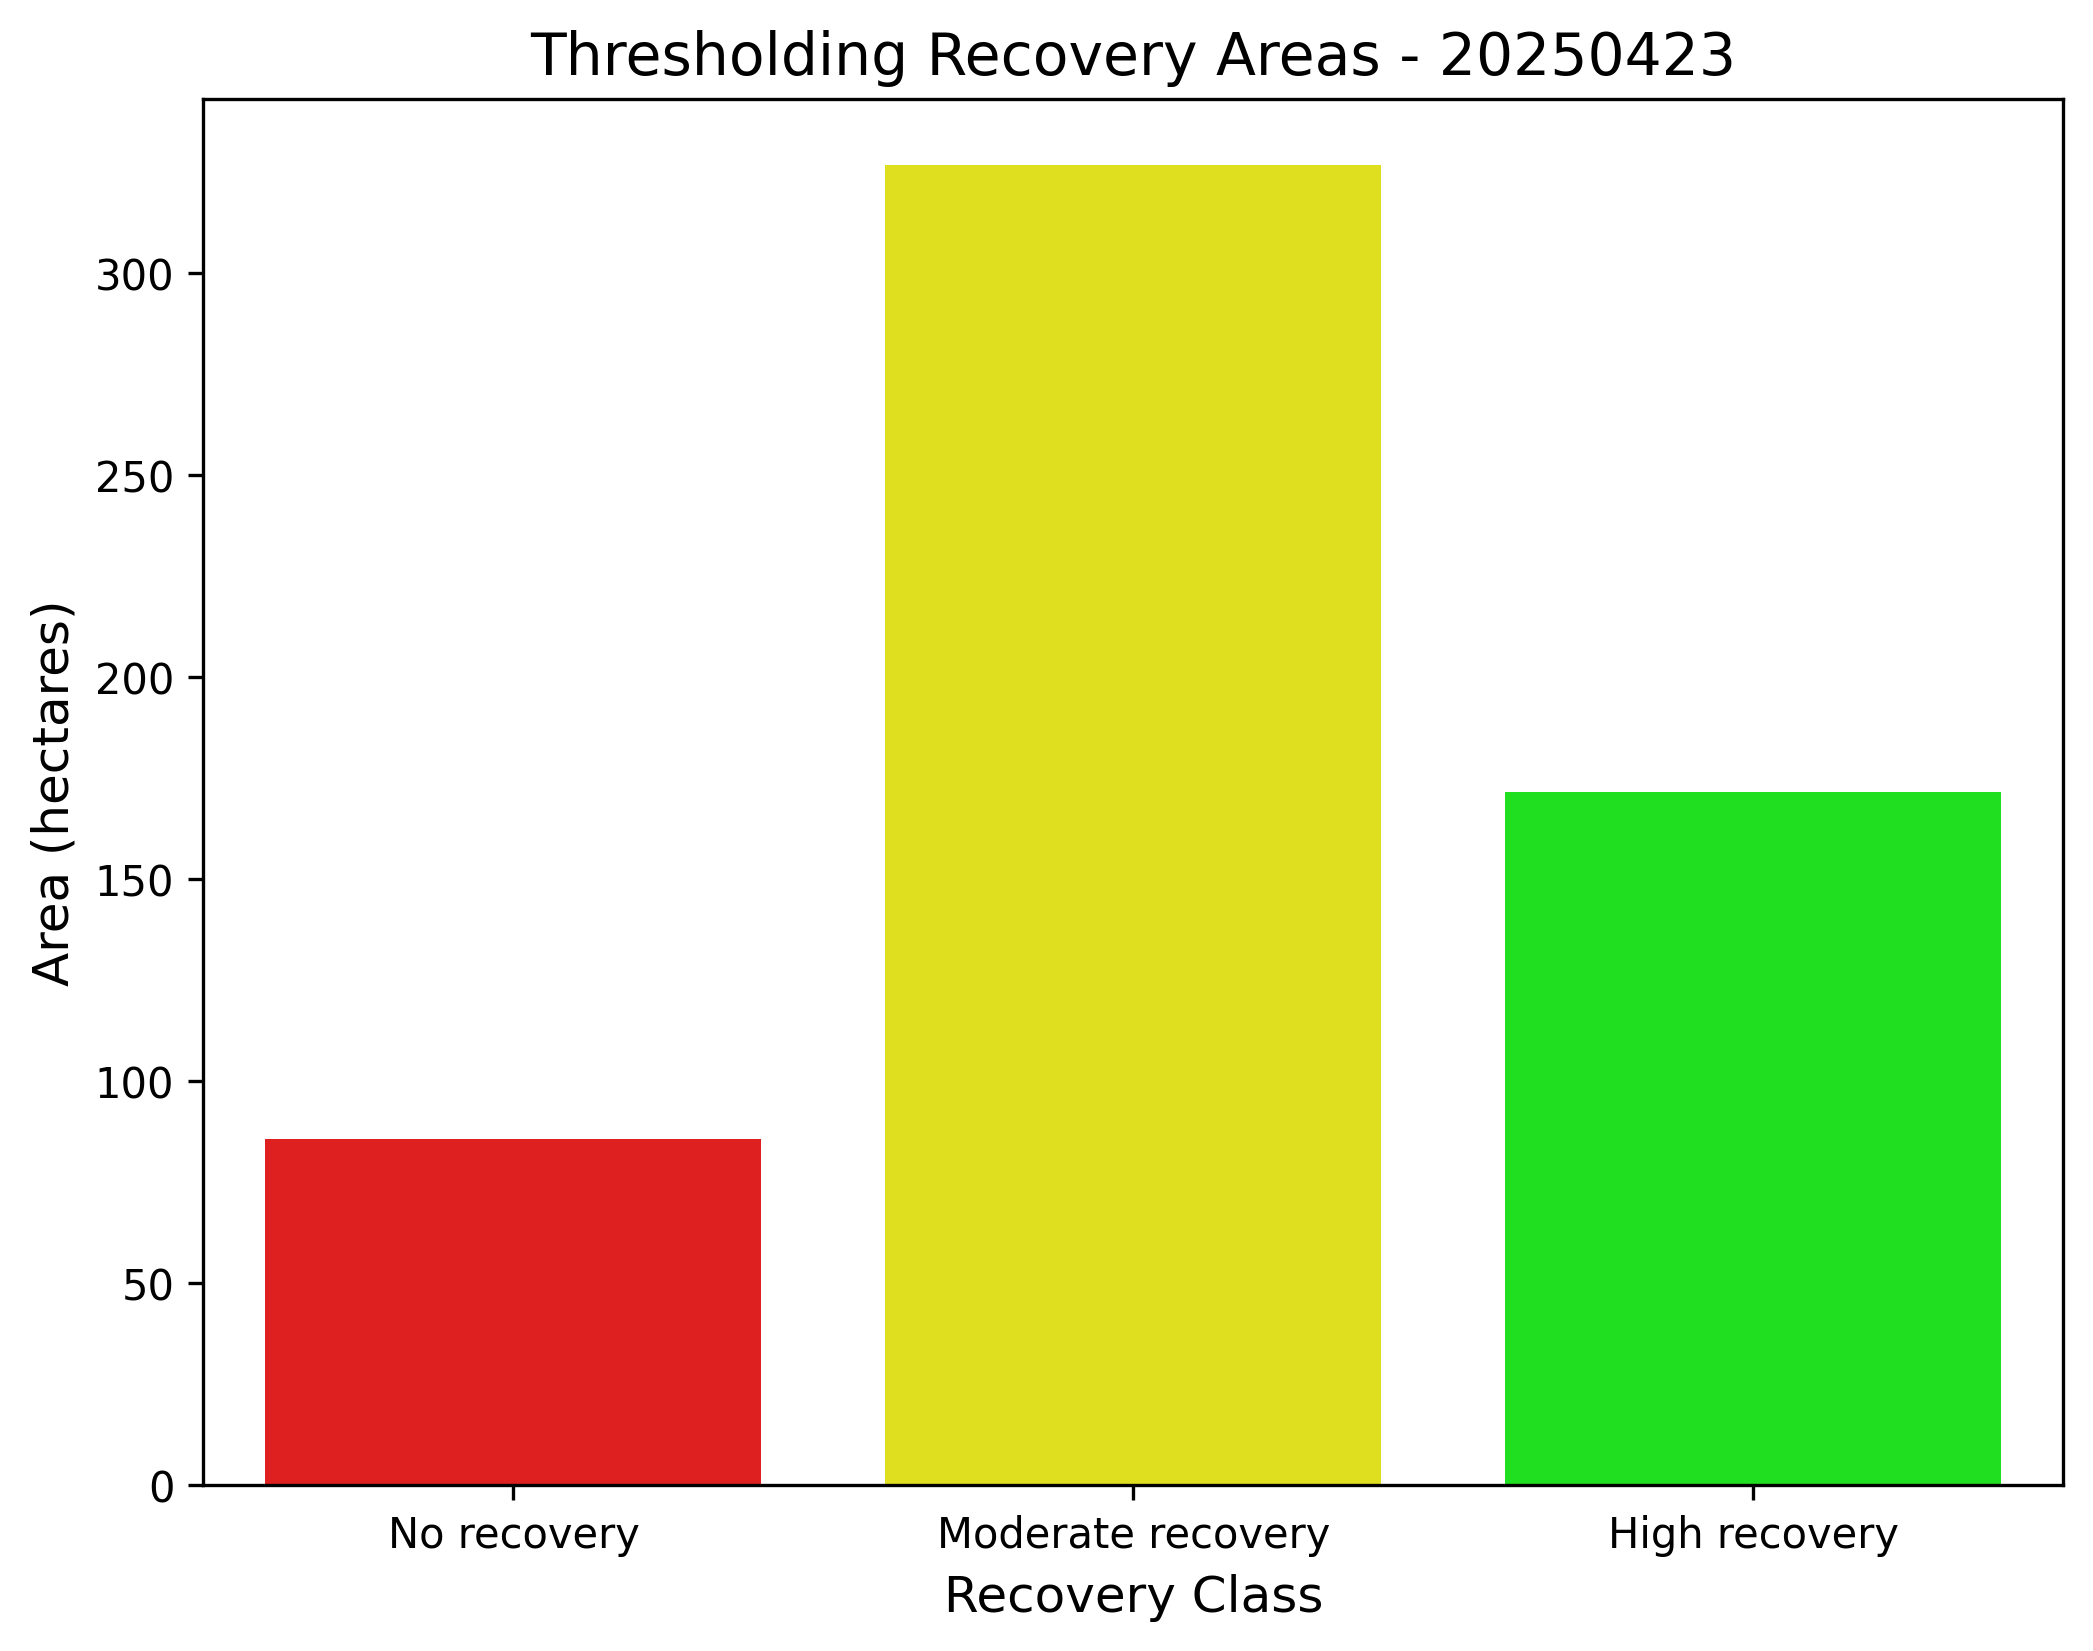 Thresholding Recovery Areas - 20250423
Area (hectares)
300
250
200
150
100
50
0
No recovery
Moderate recovery
High recovery
Recovery Class